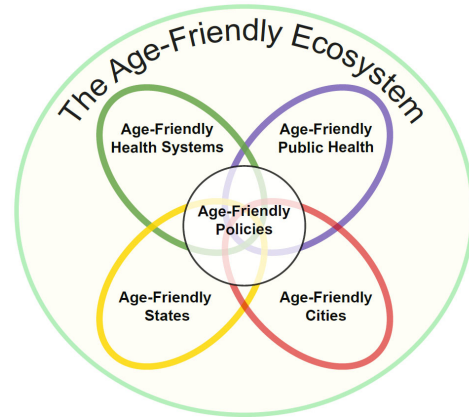 The Age-Friendly Ecosystem
Age-Friendly
Health Systems
Age-Friendly
Public Health
Age-Friendly
Policies
Age-Friendly
States
Age-Friendly
Cities